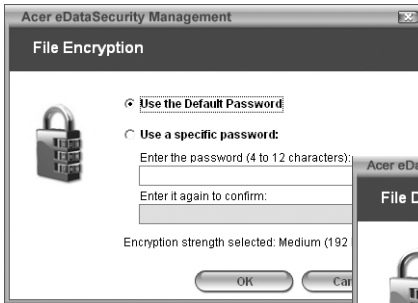 Acer eDataSecurity Management
File Encryption
Use the Default Password
Use a specific password:
Enter the password (4 to 12 characters):
Enter it again to confirm:
Encryption strength selected: Medium (192
OK
Can
Acer eDa
File D